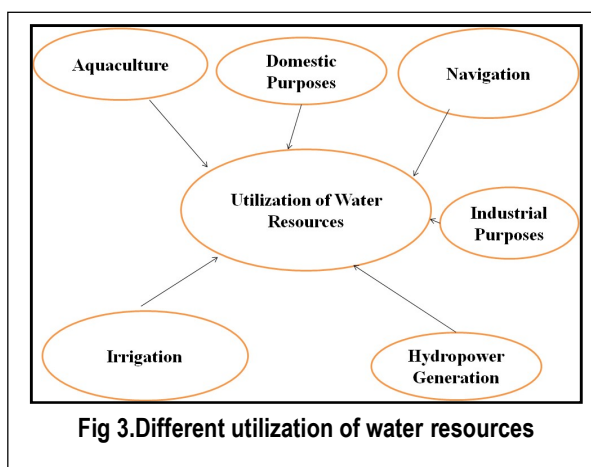 Aquaculture
Domestic
Purposes
Navigation
Utilization of Water
Resources
Industrial
Purposes
Irrigation
Hydropower
Generation
Fig 3.Different utilization of water resources